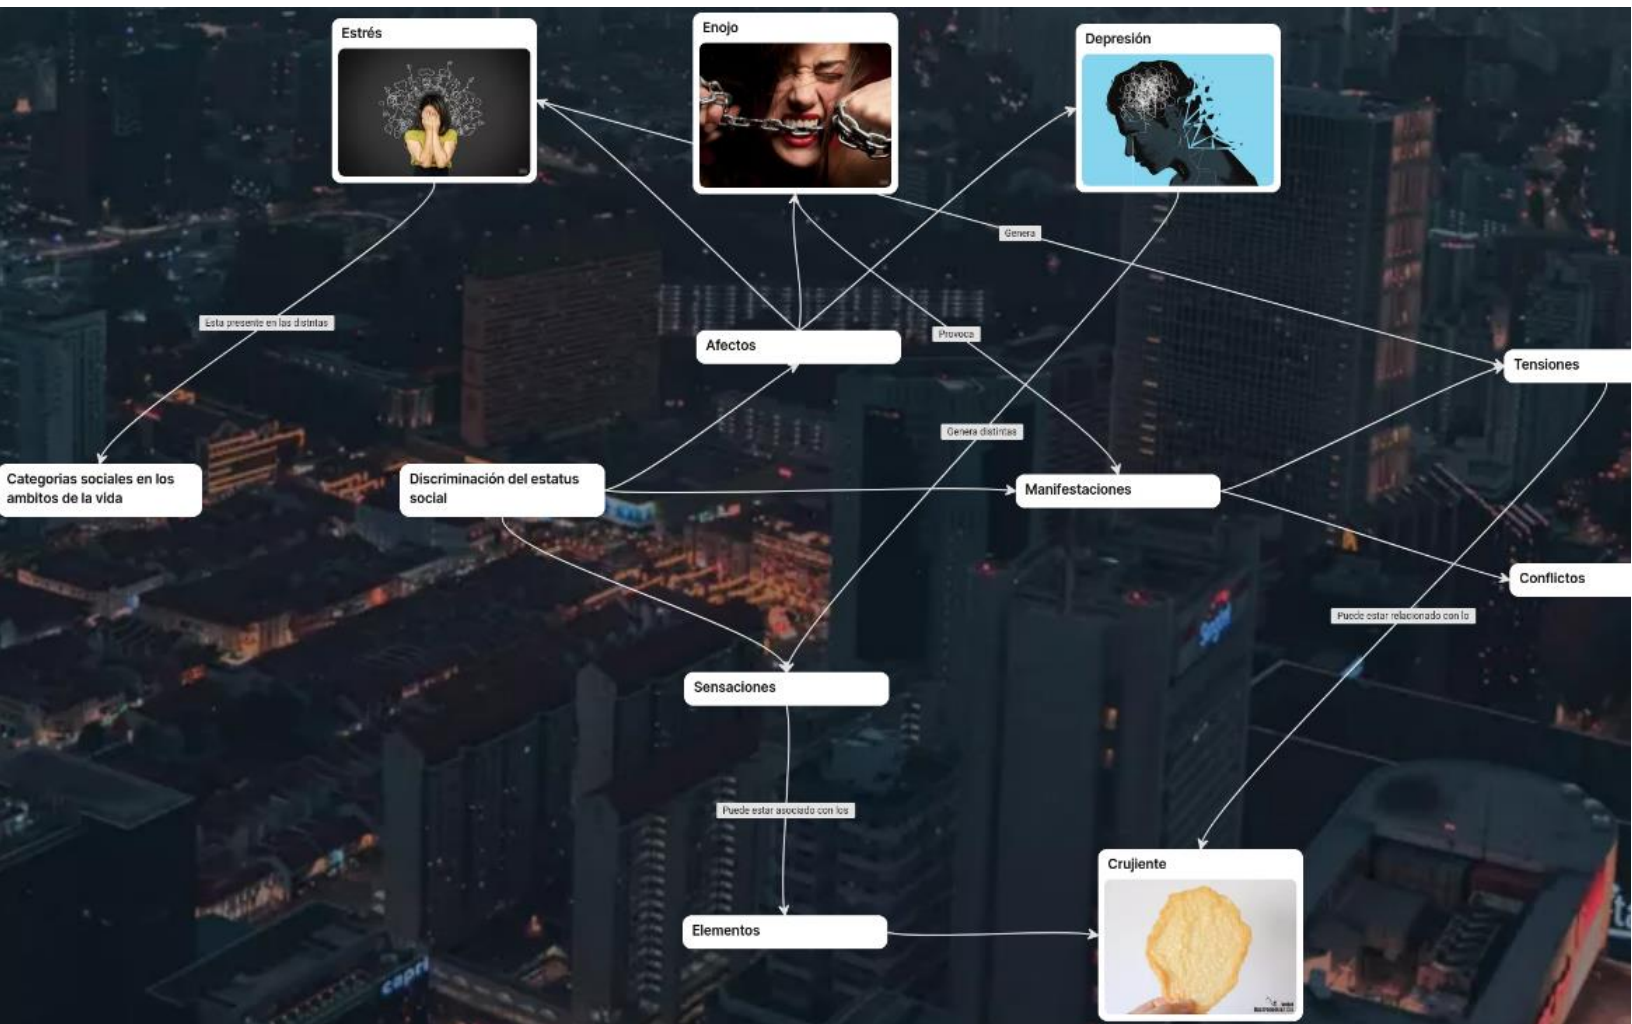 Estrés
Enojo
Depresión
Genera
Esta presente en las distntas
Provoca
Afectos
Tensiones
Genera distintas
Categorias sociales en los
ambitos de la vida
Discriminación del estatus
social
Manifestaciones
Conflictos
Puede estar relacionado con lo
Sensaciones
Puede estar asociado con los
Crujiente
Elementos
capri